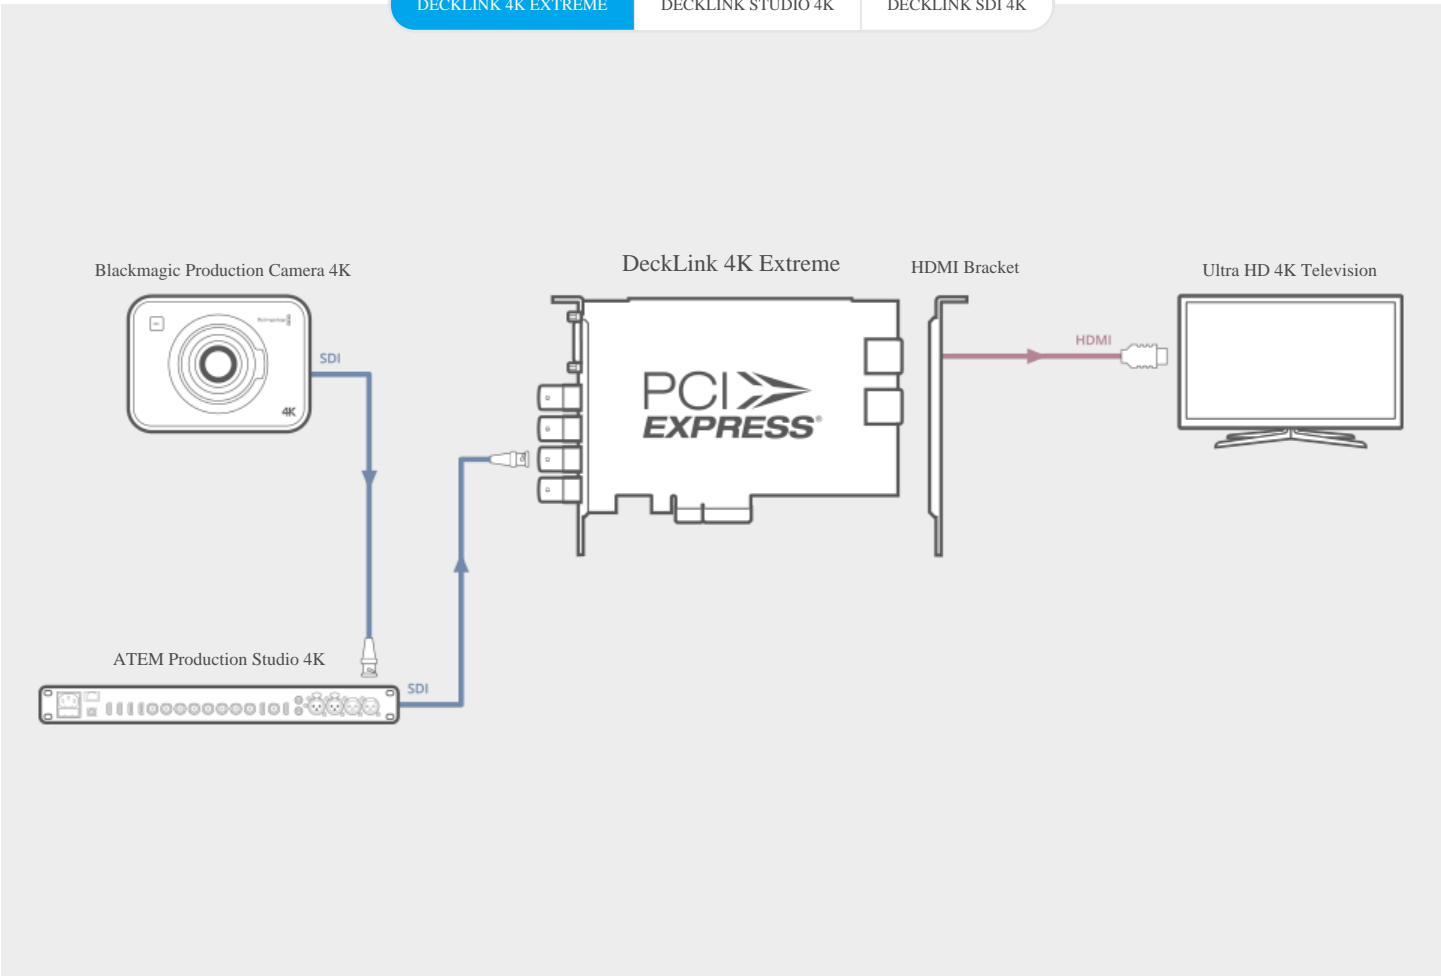 DECKLINK 4K EXTREME
DECKLINK STUDIO 4K
DECKLINK SDI 4K
DeckLink 4K Extreme
Blackmagic Production Camera 4K
HDMI Bracket
Ultra HD 4K Television
SDI
HDMI
4K
PCI
EXPRESS®
ATEM Production Studio 4K
SDI